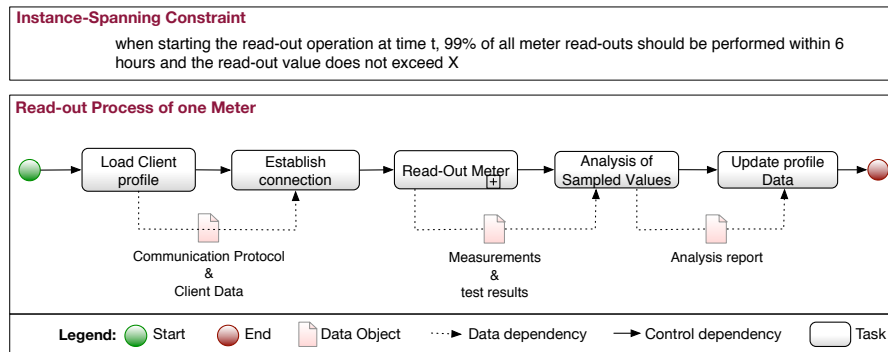 Instance-Spanning Constraint
when starting the read-out operation at time t, 99% of all meter read-outs should be performed within 6
hours and the read-out value does not exceed X
Read-out Process of one Meter
Load Client
profile
Establish
connection
Read-Out Meter
+
Analysis of
Sampled Values
Update profile
Data
Communication Protocol
&
Client Data
Measurements
&
test results
Analysis report
Legend: Start End Data Object Data dependency Control dependency Task